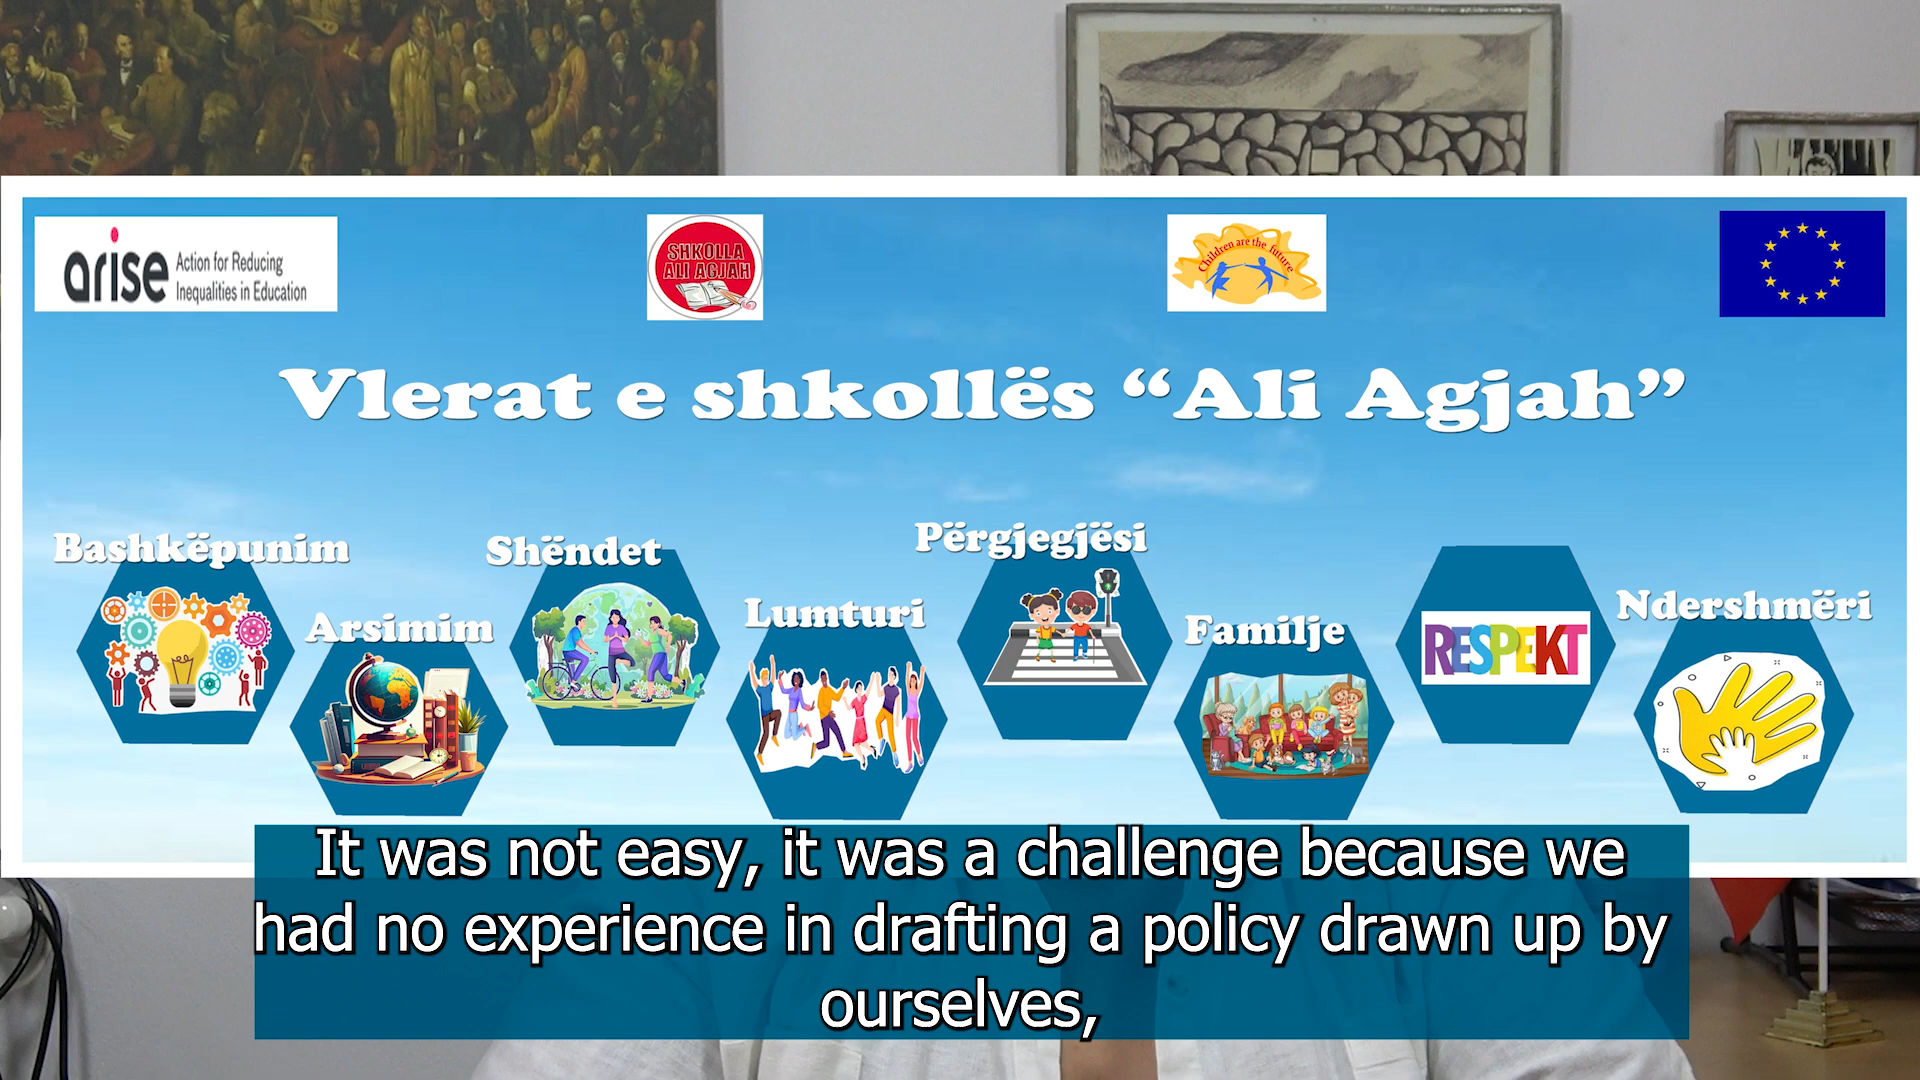 arise
Action for Reducing
Inequalities in Education
SHKOLLA
ALI AGJAH
Children are the future
Vlerat e shkollës “Ali Agjah”
Bashkëpunim
Arsimim
Shëndet
Lumturi
Përgjegjësi
Familje
RESPEKT
Ndershmëri
It was not easy, it was a challenge because we
had no experience in drafting a policy drawn up by
ourselves,